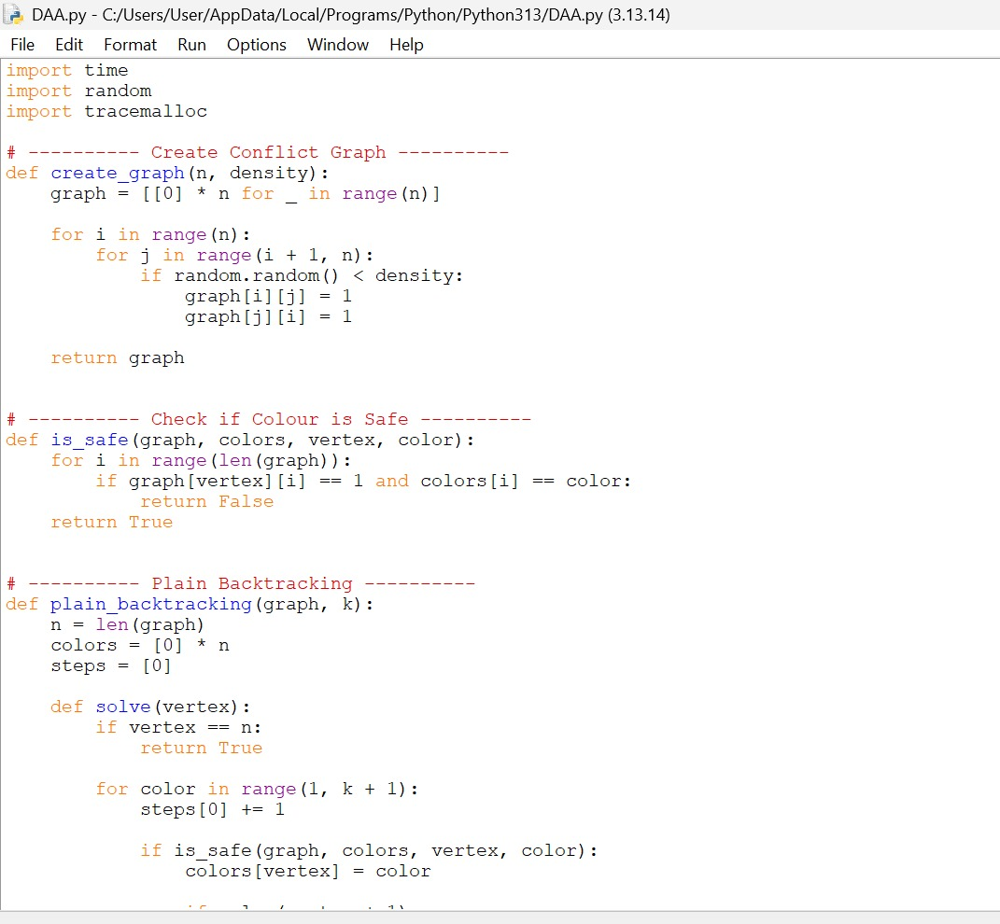 DAA.py - C:/Users/User/AppData/Local/Programs/Python/Python313/DAA.py (3.13.14)
File Edit Format Run Options Window Help
import time
import random
import tracemalloc

# ---------- Create Conflict Graph ----------
def create_graph(n, density):
    graph = [[0] * n for _ in range(n)]

    for i in range(n):
        for j in range(i + 1, n):
            if random.random() < density:
                graph[i][j] = 1
                graph[j][i] = 1

    return graph


# ---------- Check if Colour is Safe ----------
def is_safe(graph, colors, vertex, color):
    for i in range(len(graph)):
        if graph[vertex][i] == 1 and colors[i] == color:
            return False
    return True


# ---------- Plain Backtracking ----------
def plain_backtracking(graph, k):
    n = len(graph)
    colors = [0] * n
    steps = [0]

    def solve(vertex):
        if vertex == n:
            return True

        for color in range(1, k + 1):
            steps[0] += 1

            if is_safe(graph, colors, vertex, color):
                colors[vertex] = color